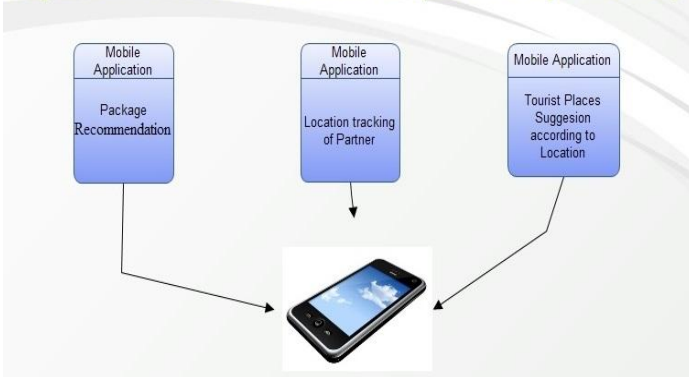 Mobile
Application
Package
Recommendation
Mobile
Application
Location tracking
of Partner
Mobile Application
Tourist Places
Suggesion
according to
Location